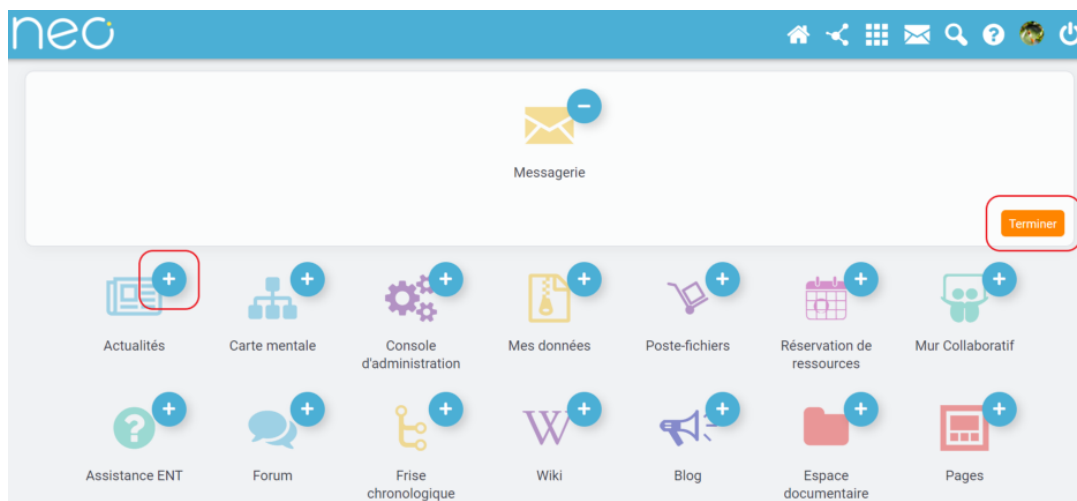 neo
Messagerie
Terminer
Actualités
Carte mentale
Console
d'administration
Mes données
Poste-fichiers
Réservation de
ressources
Mur Collaboratif
Assistance ENT
Forum
Frise
chronologique
Wiki
Blog
Espace
documentaire
Pages